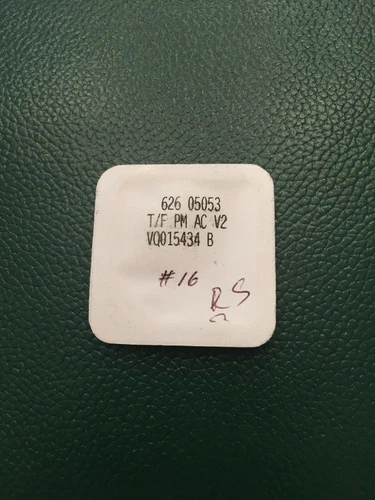 626 05053
T/F PM AC V2
VQ015434 B
#16
RS